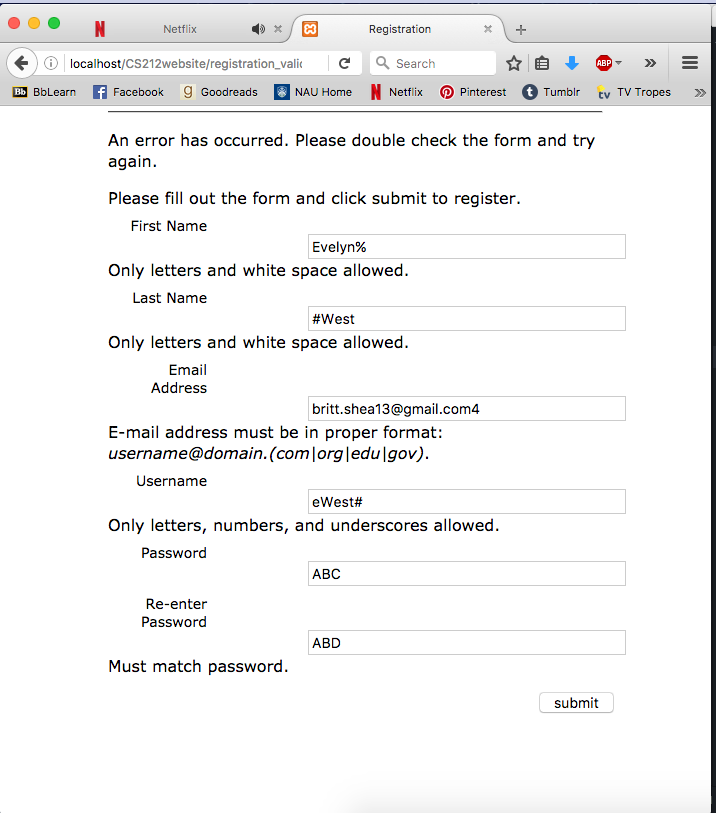 Netflix
Registration
localhost/CS212website/registration_valid
Search
ABP
Bb BbLearn
f Facebook
g Goodreads
NAU Home
N Netflix
Pinterest
t Tumblr
tv TV Tropes
An error has occurred. Please double check the form and try
again.
Please fill out the form and click submit to register.
First Name
Evelyn%
Only letters and white space allowed.
Last Name
#West
Only letters and white space allowed.
Email
Address
britt.shea13@gmail.com4
E-mail address must be in proper format:
username@domain.(com|org|edu|gov).
Username
eWest#
Only letters, numbers, and underscores allowed.
Password
ABC
Re-enter
Password
ABD
Must match password.
submit